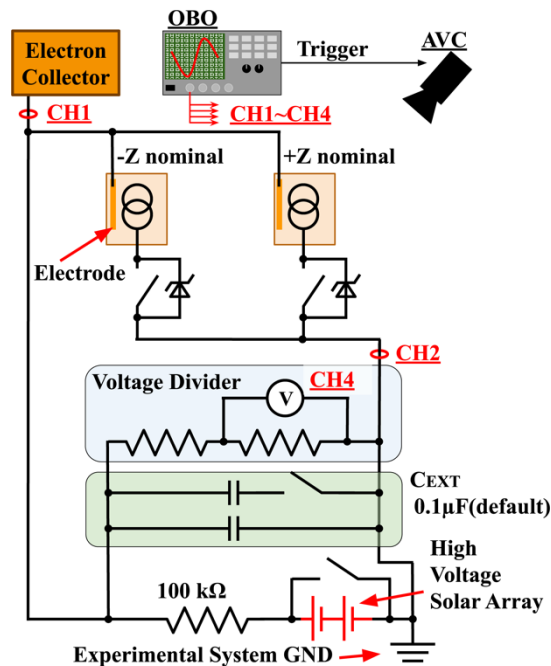 OBO
AVC
Electron
Collector
Trigger
CH1
CH1~CH4
-Z nominal
+Z nominal
Electrode
CH2
Voltage Divider
CH4
V
CEXT
0.1µF(default)
High
Voltage
Solar Array
100 kΩ
Experimental System GND